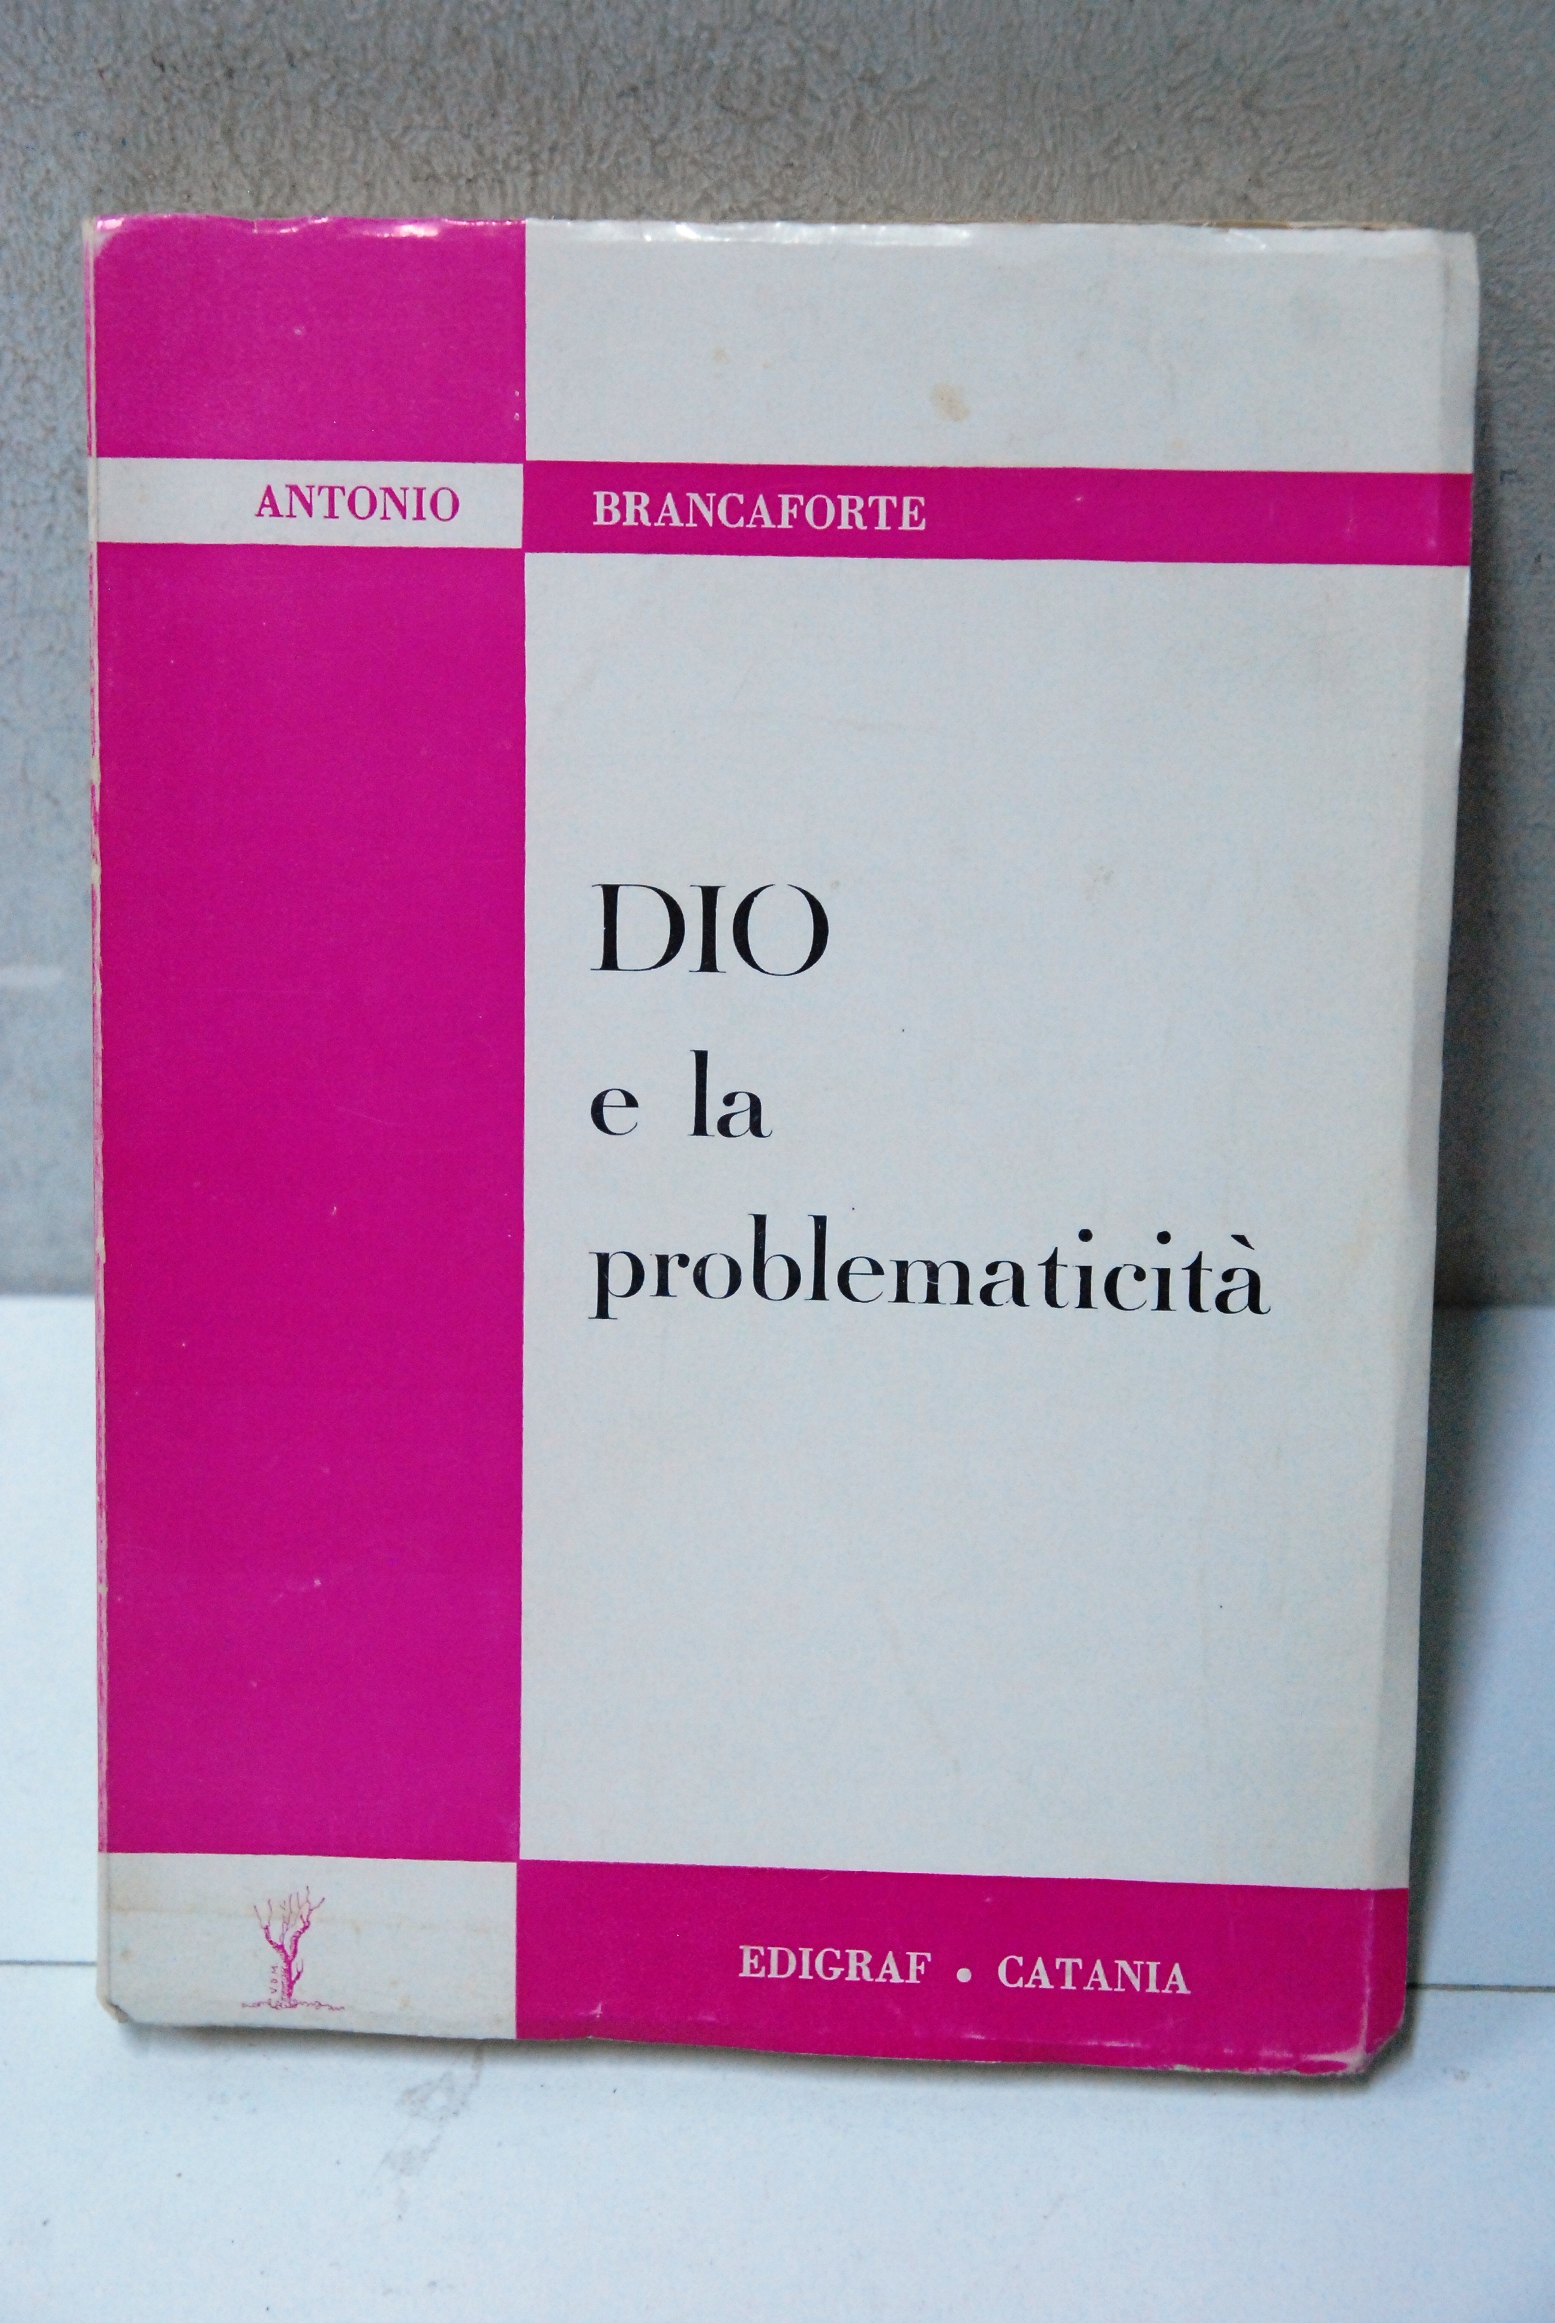 ANTONIO BRANCAFORTE
DIO
e la
problematicità
V.D.M.
EDIGRAF • CATANIA